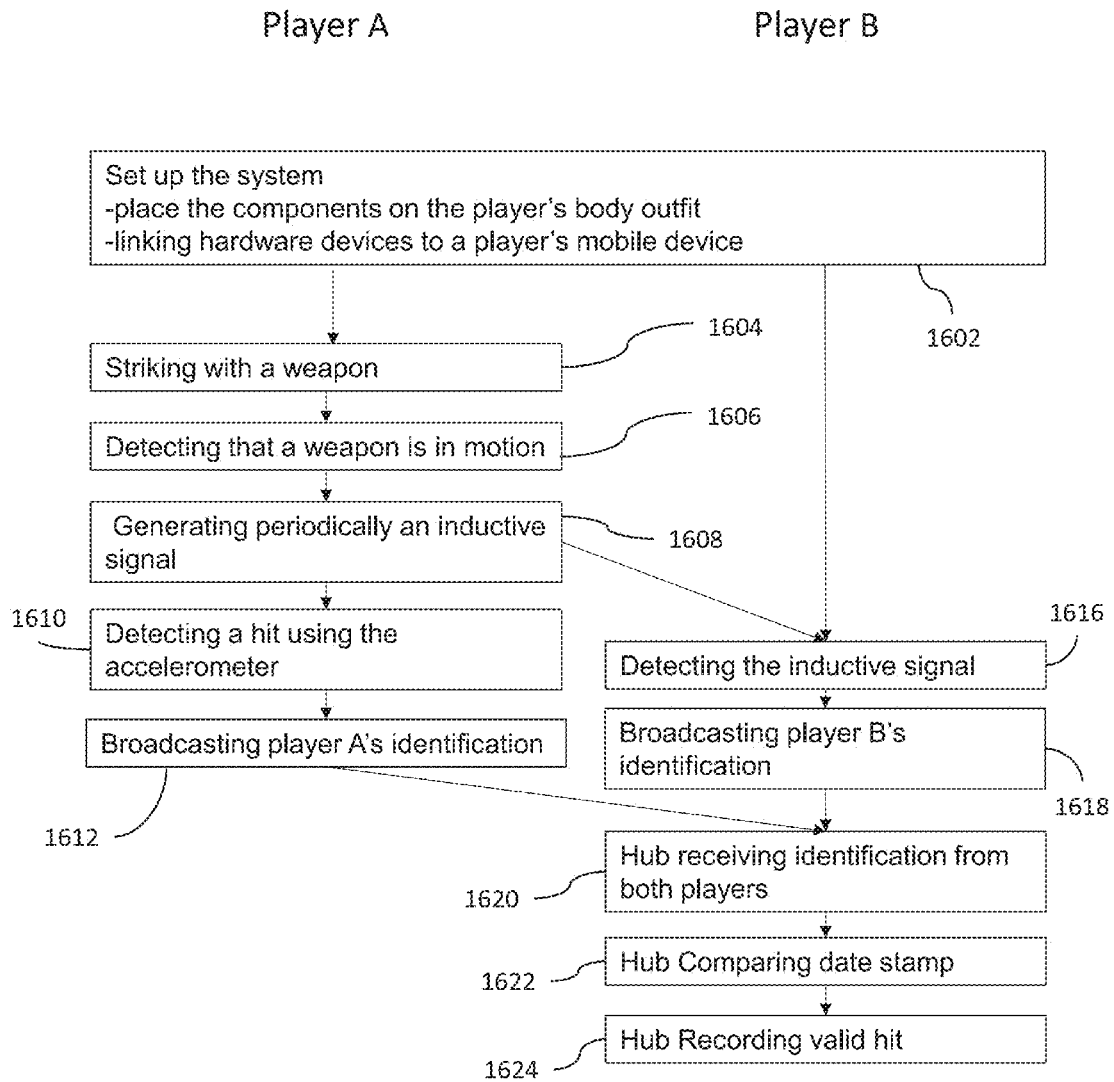 Player A
Player B
Set up the system
-place the components on the player's body outfit
-linking hardware devices to a player's mobile device
1602
Striking with a weapon
1604
Detecting that a weapon is in motion
1606
Generating periodically an inductive
signal
1608
1610
Detecting a hit using the
accelerometer
Broadcasting player A's identification
1612
1616
Detecting the inductive signal
Broadcasting player B's
identification
1618
Hub receiving identification from
both players
1620
Hub Comparing date stamp
1622
Hub Recording valid hit
1624